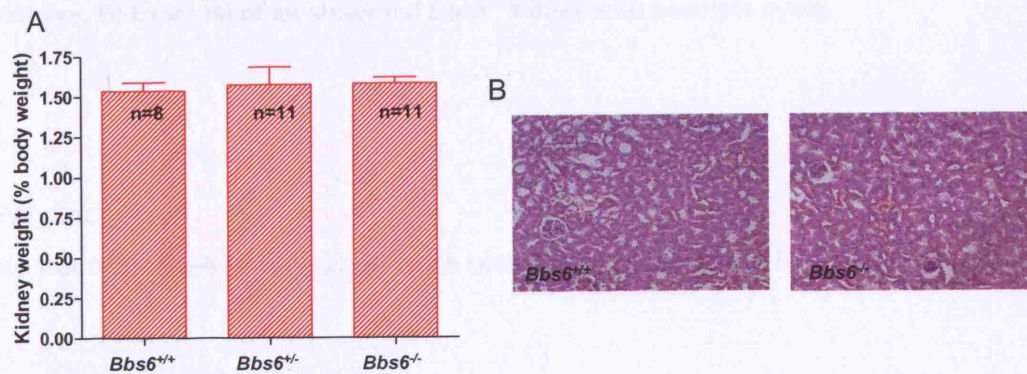 A
Kidney weight (% body weight)
1.75
1.50
1.25
1.00
0.75
0.50
0.25
0.00
n=8
n=11
n=11
Bbs6+/+
Bbs6+/-
Bbs6-/-
B
Bbs6+/+
Bbs6-/-